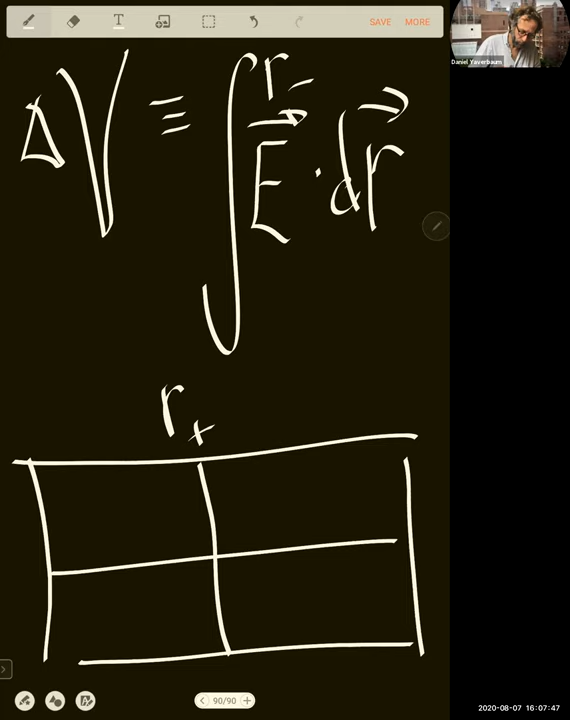 SAVE MORE
Daniel Yaverbaum
ΔV ≡ ∫ E⃗ · dr⃗
r₋
r₊
90/90
2020-08-07 16:07:47